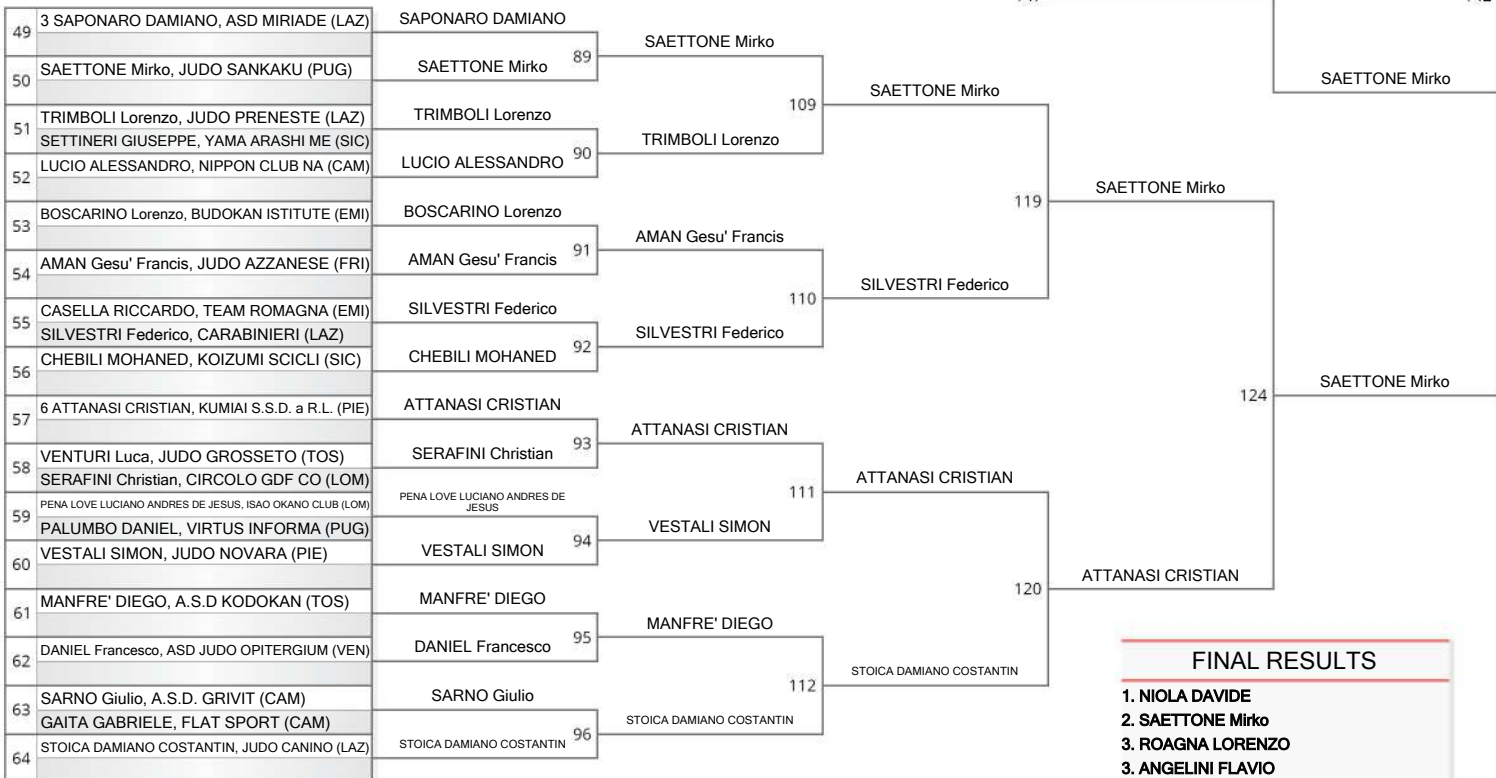 49
3 SAPONARO DAMIANO, ASD MIRIADE (LAZ)
50
SAETTONE Mirko, JUDO SANKAKU (PUG)
51
TRIMBOLI Lorenzo, JUDO PRENESTE (LAZ)
SETTINERI GIUSEPPE, YAMA ARASHI ME (SIC)
52
LUCIO ALESSANDRO, NIPPON CLUB NA (CAM)
53
BOSCARINO Lorenzo, BUDOKAN ISTITUTE (EMI)
54
AMAN Gesu' Francis, JUDO AZZANESE (FRI)
55
CASELLA RICCARDO, TEAM ROMAGNA (EMI)
SILVESTRI Federico, CARABINIERI (LAZ)
56
CHEBILI MOHANED, KOIZUMI SCICLI (SIC)
57
6 ATTANASI CRISTIAN, KUMIAI S.S.D. a R.L. (PIE)
58
VENTURI Luca, JUDO GROSSETO (TOS)
SERAFINI Christian, CIRCOLO GDF CO (LOM)
59
PENA LOVE LUCIANO ANDRES DE JESUS, ISAO OKANO CLUB (LOM)
PALUMBO DANIEL, VIRTUS INFORMA (PUG)
60
VESTALI SIMON, JUDO NOVARA (PIE)
61
MANFRE' DIEGO, A.S.D KODOKAN (TOS)
62
DANIEL Francesco, ASD JUDO OPITERGIUM (VEN)
63
SARNO Giulio, A.S.D. GRIVIT (CAM)
GAITA GABRIELE, FLAT SPORT (CAM)
64
STOICA DAMIANO COSTANTIN, JUDO CANINO (LAZ)
SAPONARO DAMIANO
89
SAETTONE Mirko
TRIMBOLI Lorenzo
90
LUCIO ALESSANDRO
BOSCARINO Lorenzo
91
AMAN Gesu' Francis
SILVESTRI Federico
92
CHEBILI MOHANED
ATTANASI CRISTIAN
93
SERAFINI Christian
PENA LOVE LUCIANO ANDRES DE
JESUS
94
VESTALI SIMON
MANFRE' DIEGO
95
DANIEL Francesco
SARNO Giulio
96
STOICA DAMIANO COSTANTIN
SAETTONE Mirko
109
TRIMBOLI Lorenzo
AMAN Gesu' Francis
110
SILVESTRI Federico
ATTANASI CRISTIAN
111
VESTALI SIMON
MANFRE' DIEGO
112
STOICA DAMIANO COSTANTIN
SAETTONE Mirko
119
SILVESTRI Federico
ATTANASI CRISTIAN
120
STOICA DAMIANO COSTANTIN
SAETTONE Mirko
124
ATTANASI CRISTIAN
SAETTONE Mirko
SAETTONE Mirko
FINAL RESULTS
1. NIOLA DAVIDE
2. SAETTONE Mirko
3. ROAGNA LORENZO
3. ANGELINI FLAVIO